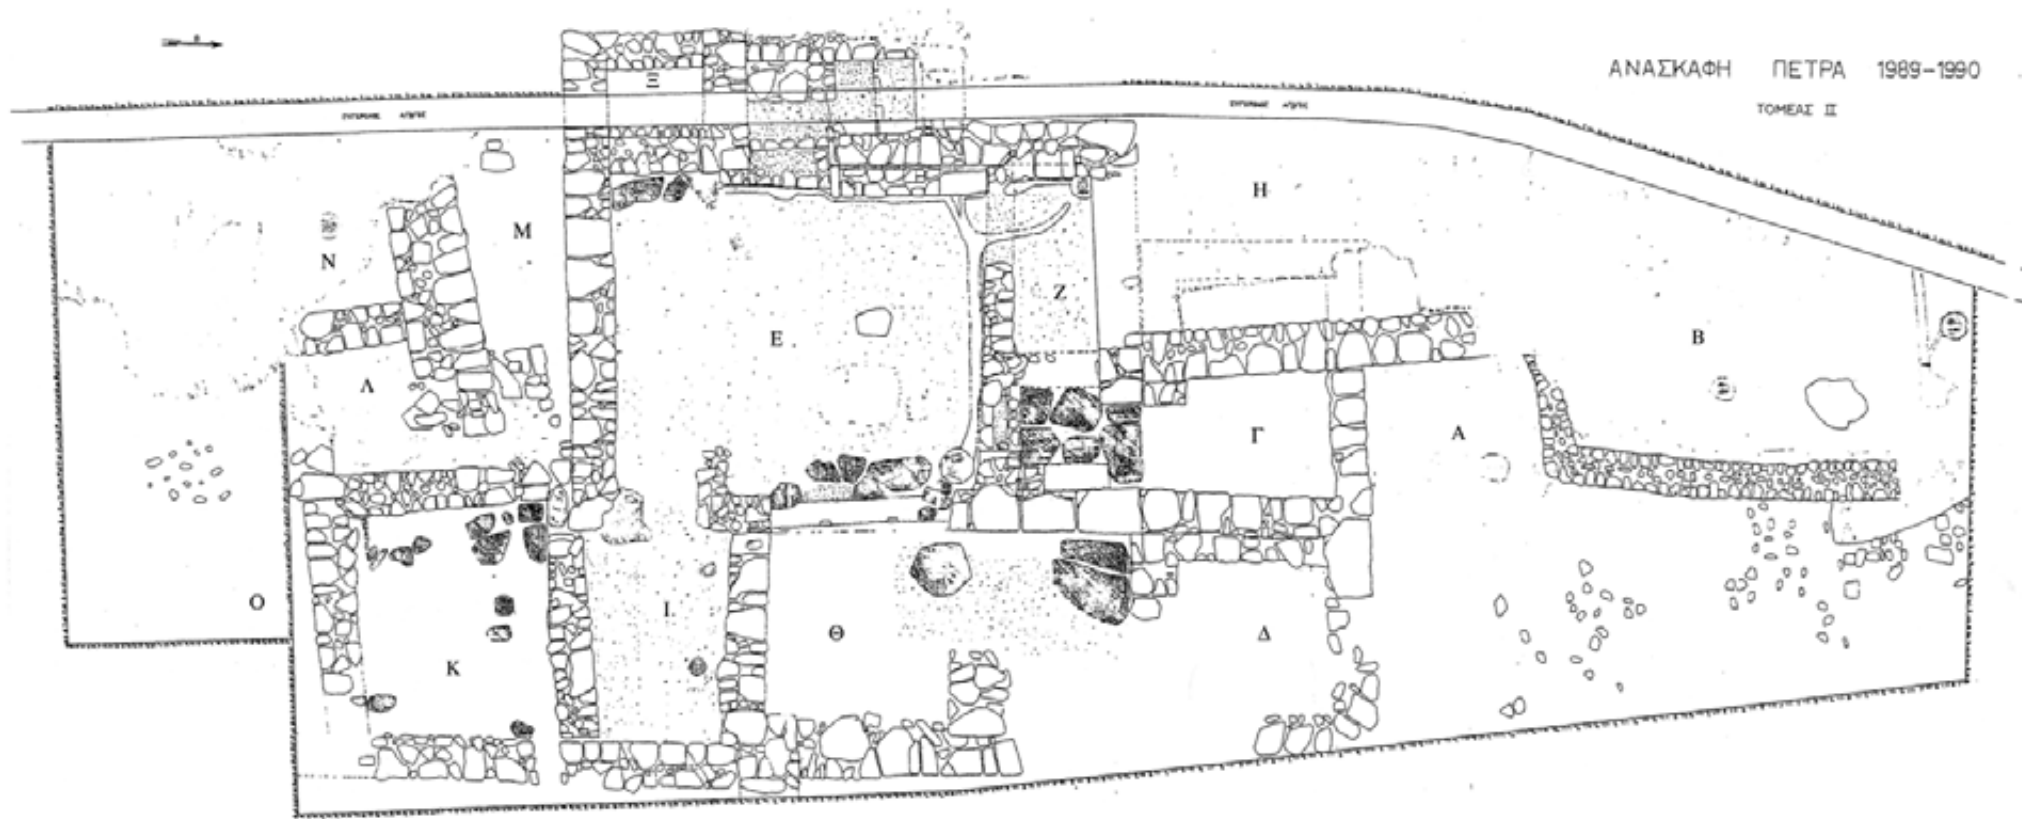 ΑΝΑΣΚΑΦΗ ΠΕΤΡΑ 1989-1990
ΤΟΜΕΑΣ ΙΙ
Ξ
Μ
Ν
Η
Ε
Ζ
Β
Λ
Γ
Α
Ο
Ι
Θ
Δ
Κ